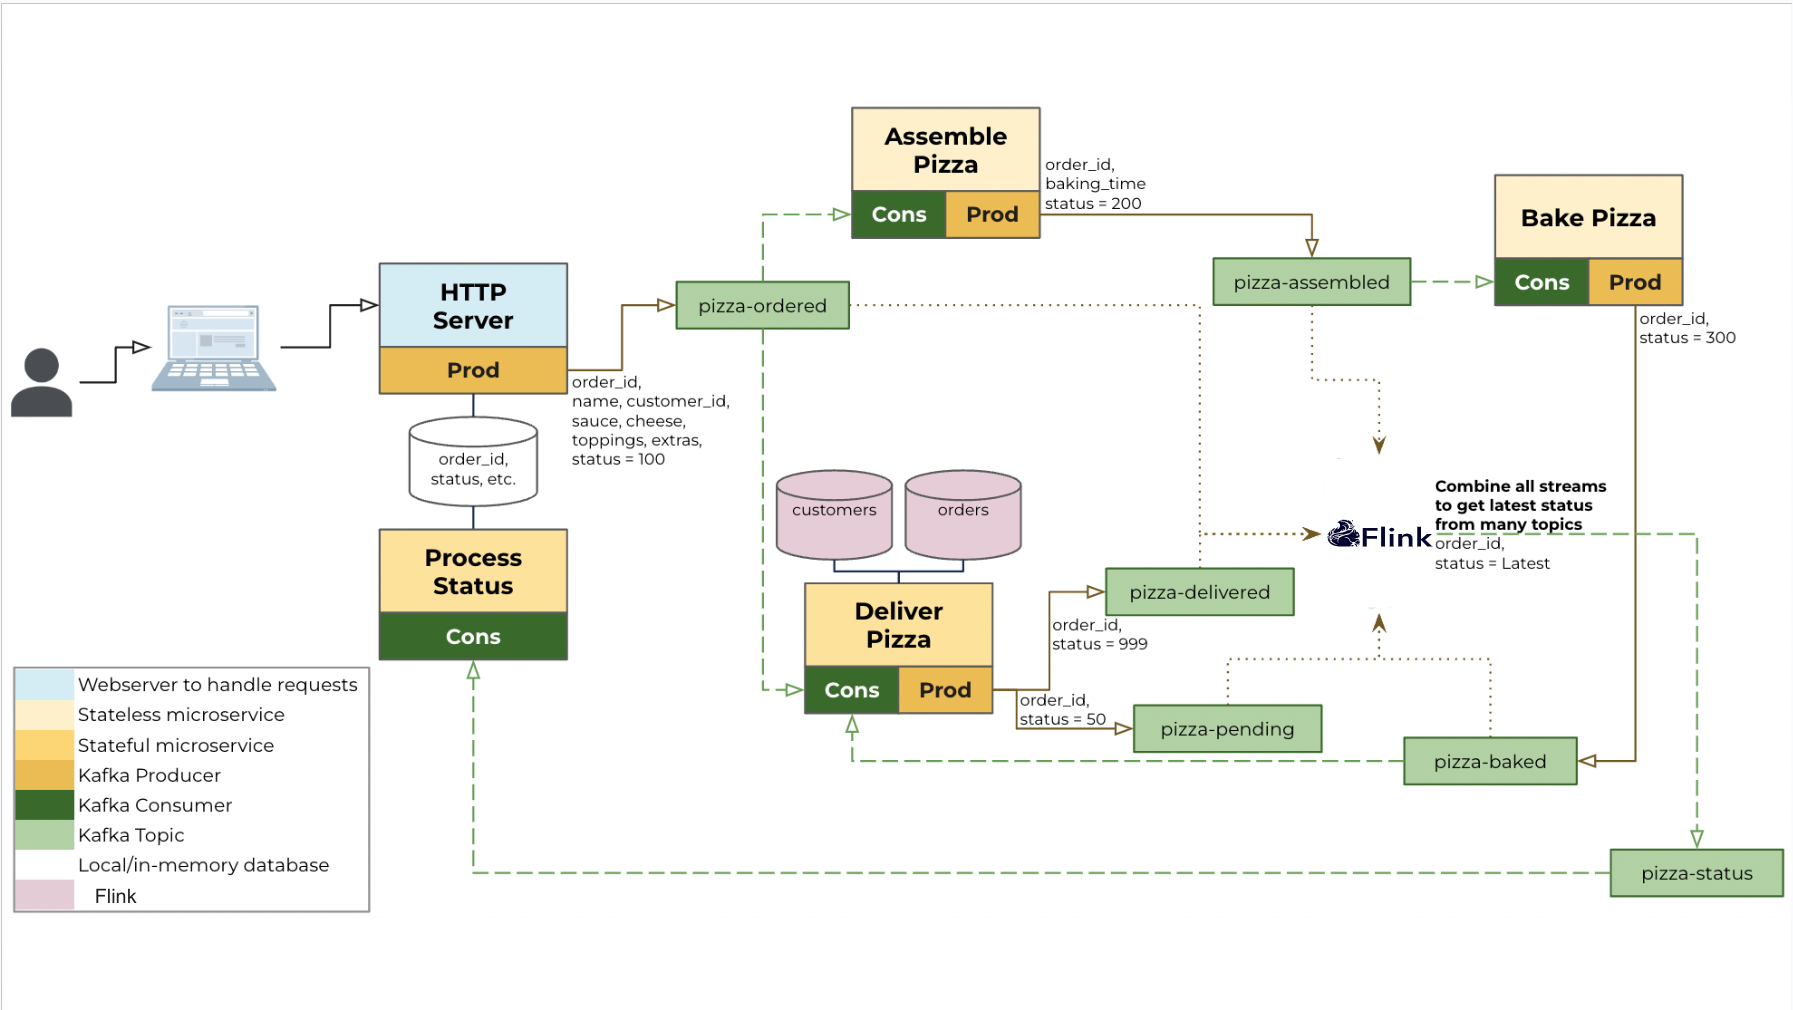 Assemble
Pizza
Cons
Prod
order_id,
baking_time
status = 200
Bake Pizza
Cons
Prod
order_id,
status = 300
HTTP
Server
Prod
order_id,
name, customer_id,
sauce, cheese,
toppings, extras,
status = 100
pizza-ordered
pizza-assembled
order_id,
status, etc.
Process
Status
Cons
customers
orders
Deliver
Pizza
Cons
Prod
order_id,
status = 999
order_id,
status = 50
pizza-delivered
pizza-pending
pizza-baked
Flink
Combine all streams
to get latest status
from many topics
order_id,
status = Latest
pizza-status
Webserver to handle requests
Stateless microservice
Stateful microservice
Kafka Producer
Kafka Consumer
Kafka Topic
Local/in-memory database
Flink